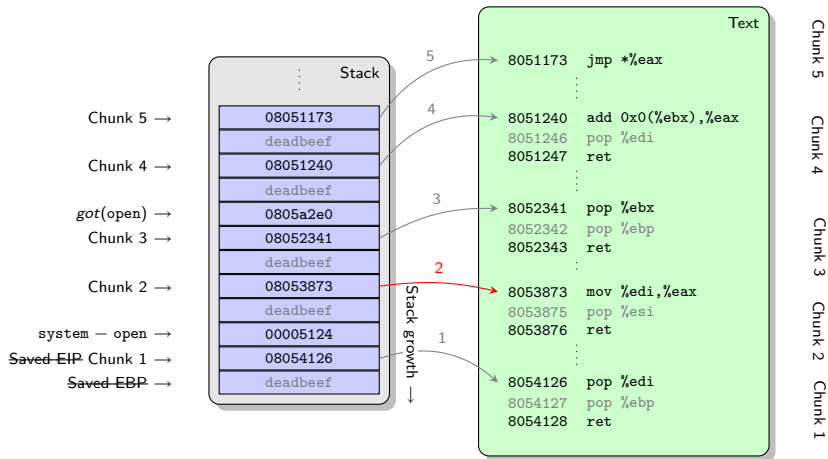 Stack
Chunk 5 → 08051173
deadbeef
Chunk 4 → 08051240
deadbeef
got(open) → 0805a2e0
Chunk 3 → 08052341
deadbeef
Chunk 2 → 08053873
deadbeef
system − open → 00005124
Saved EIP Chunk 1 → 08054126
Saved EBP → deadbeef
Stack growth →
5
4
3
2
1
Text
8051173 jmp *%eax
8051240 add 0x0(%ebx),%eax
8051246 pop %edi
8051247 ret
8052341 pop %ebx
8052342 pop %ebp
8052343 ret
8053873 mov %edi,%eax
8053875 pop %esi
8053876 ret
8054126 pop %edi
8054127 pop %ebp
8054128 ret
Chunk 5
Chunk 4
Chunk 3
Chunk 2
Chunk 1